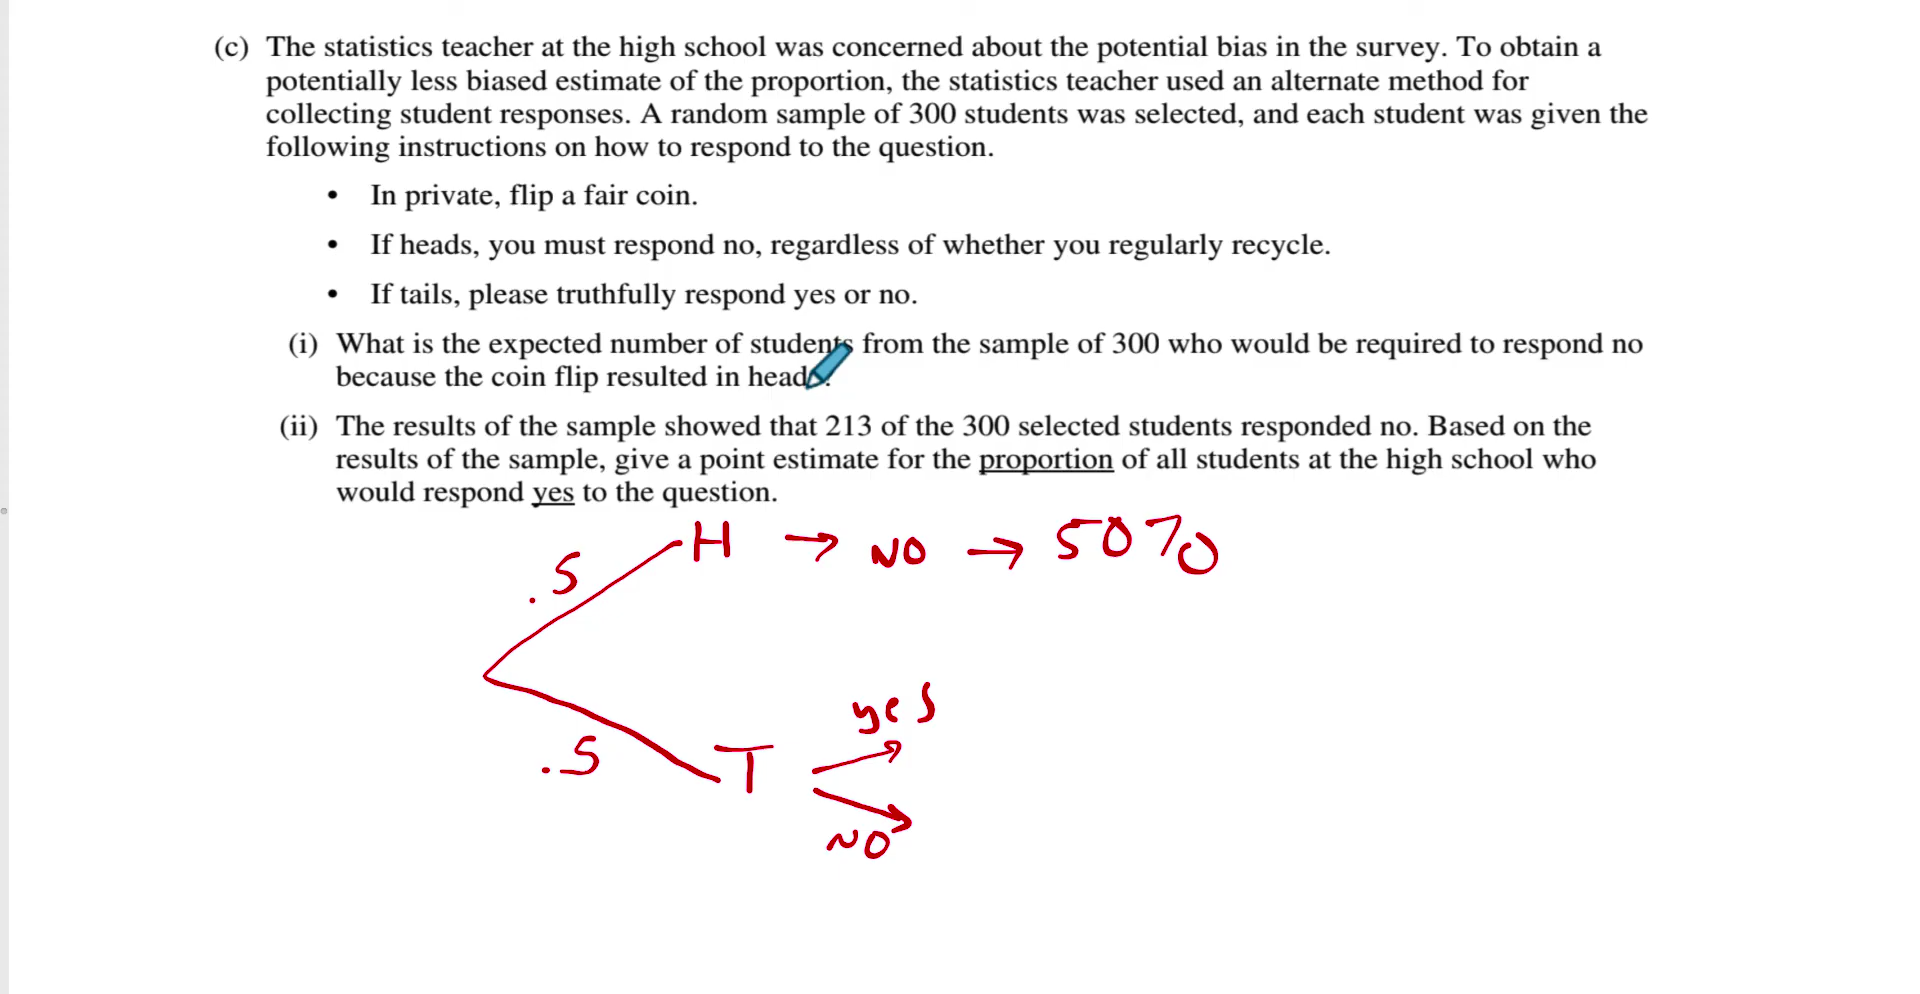 (c) The statistics teacher at the high school was concerned about the potential bias in the survey. To obtain a
potentially less biased estimate of the proportion, the statistics teacher used an alternate method for
collecting student responses. A random sample of 300 students was selected, and each student was given the
following instructions on how to respond to the question.
• In private, flip a fair coin.
• If heads, you must respond no, regardless of whether you regularly recycle.
• If tails, please truthfully respond yes or no.
(i) What is the expected number of students from the sample of 300 who would be required to respond no
because the coin flip resulted in heads?
(ii) The results of the sample showed that 213 of the 300 selected students responded no. Based on the
results of the sample, give a point estimate for the proportion of all students at the high school who
would respond yes to the question.
.5 H → NO → 50%
yes
.5 T
NO